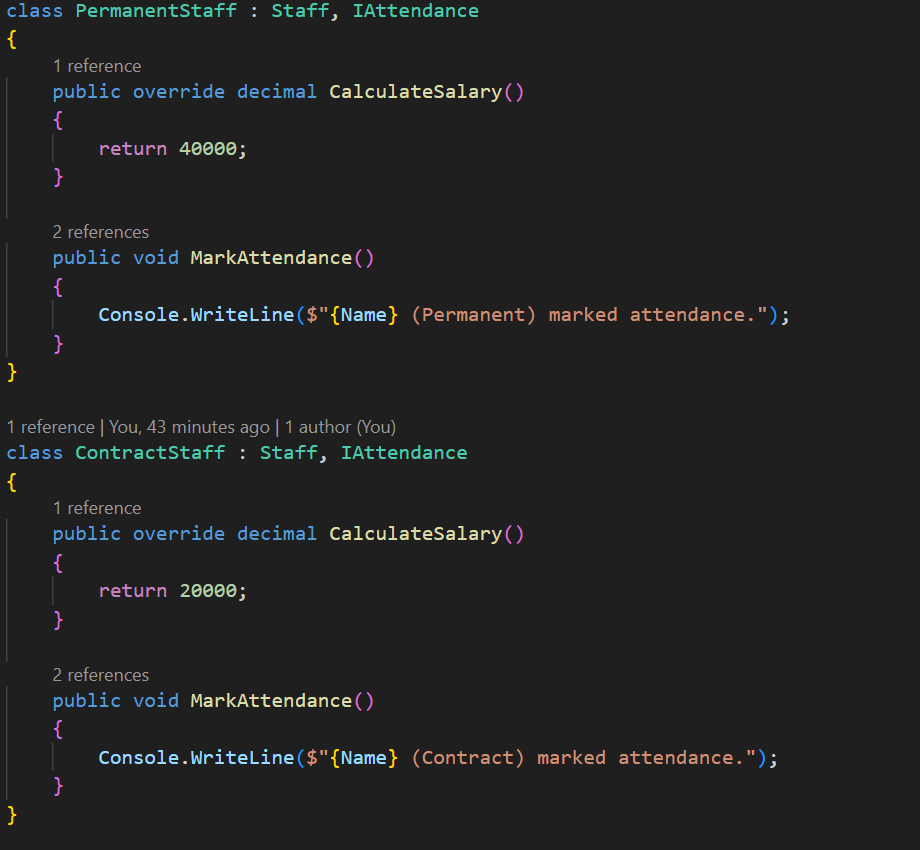 class PermanentStaff : Staff, IAttendance
{
1 reference
public override decimal CalculateSalary()
{
return 40000;
}
2 references
public void MarkAttendance()
{
Console.WriteLine($"{Name} (Permanent) marked attendance.");
}
}
1 reference | You, 43 minutes ago | 1 author (You)
class ContractStaff : Staff, IAttendance
{
1 reference
public override decimal CalculateSalary()
{
return 20000;
}
2 references
public void MarkAttendance()
{
Console.WriteLine($"{Name} (Contract) marked attendance.");
}
}